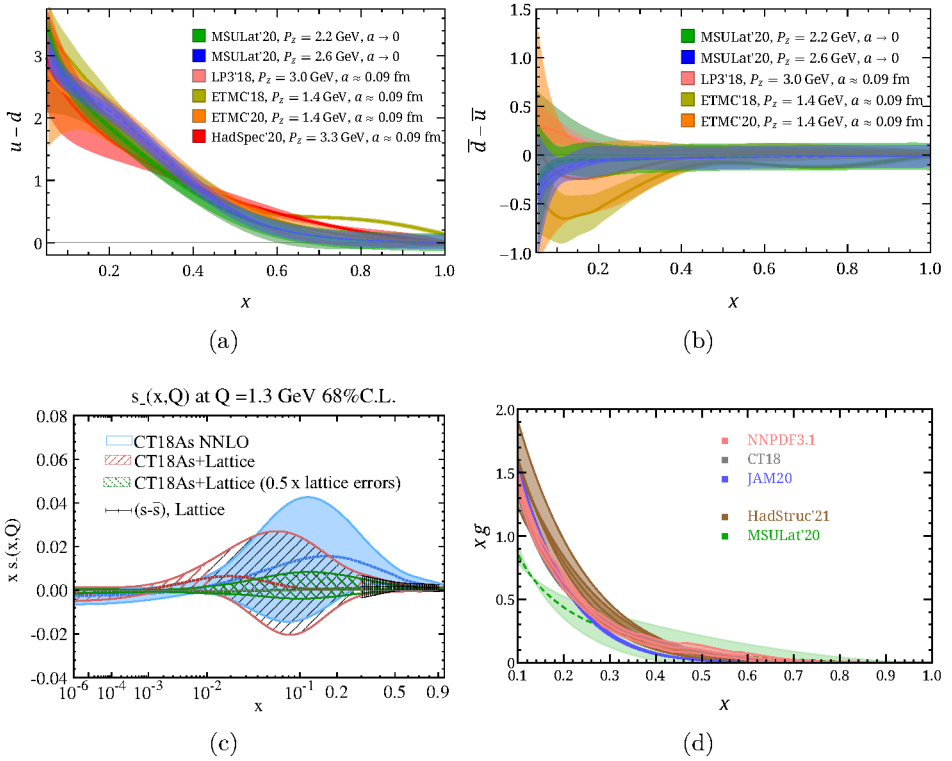 MSULat'20, P_z = 2.2 GeV, a → 0
MSULat'20, P_z = 2.6 GeV, a → 0
LP3'18, P_z = 3.0 GeV, a ≈ 0.09 fm
ETMC'18, P_z = 1.4 GeV, a ≈ 0.09 fm
ETMC'20, P_z = 1.4 GeV, a ≈ 0.09 fm
HadSpec'20, P_z = 3.3 GeV, a ≈ 0.09 fm
u − d
3
2
1
0
0.2 0.4 0.6 0.8 1.0
x
(a)
MSULat'20, P_z = 2.2 GeV, a → 0
MSULat'20, P_z = 2.6 GeV, a → 0
LP3'18, P_z = 3.0 GeV, a ≈ 0.09 fm
ETMC'18, P_z = 1.4 GeV, a ≈ 0.09 fm
ETMC'20, P_z = 1.4 GeV, a ≈ 0.09 fm
d̅ − u̅
1.5
1.0
0.5
0
−0.5
−1.0
0.2 0.4 0.6 0.8 1.0
x
(b)
s_(x,Q) at Q =1.3 GeV 68%C.L.
CT18As NNLO
CT18As+Lattice
CT18As+Lattice (0.5 x lattice errors)
(s-s̅), Lattice
x s_(x,Q)
0.08
0.06
0.04
0.02
0.00
-0.02
-0.04
10⁻⁶ 10⁻⁴ 10⁻³ 10⁻² 10⁻¹ 0.2 0.5 0.9
x
(c)
NNPDF3.1
CT18
JAM20
HadStruc'21
MSULat'20
x g
2.0
1.5
1.0
0.5
0
0.1 0.2 0.3 0.4 0.5 0.6 0.7 0.8 0.9 1.0
x
(d)